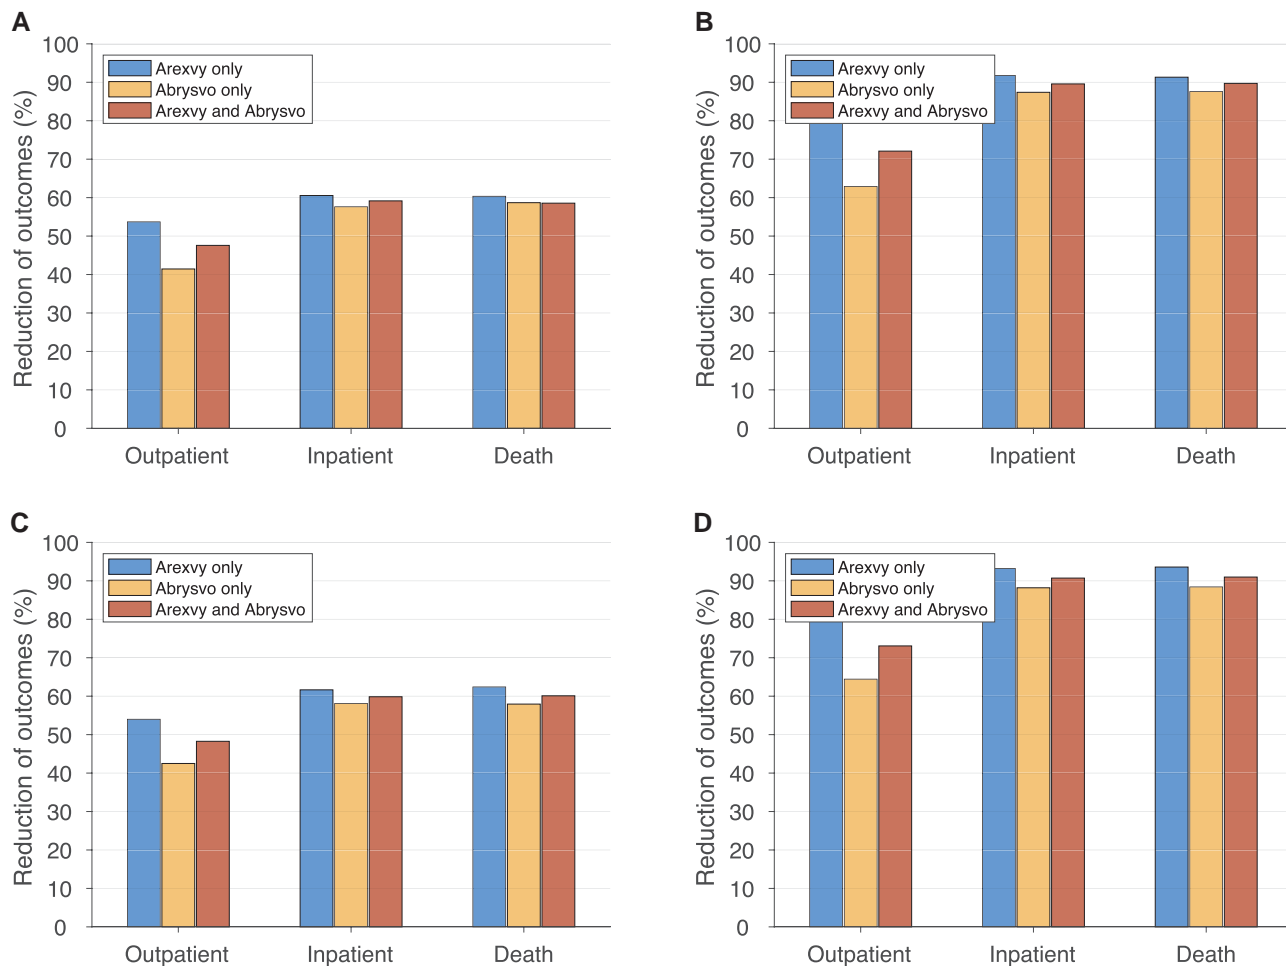 A
Reduction of outcomes (%)
100
90
80
70
60
50
40
30
20
10
0
Arexvy only
Abrysvo only
Arexvy and Abrysvo
Outpatient
Inpatient
Death
B
Reduction of outcomes (%)
100
90
80
70
60
50
40
30
20
10
0
Arexvy only
Abrysvo only
Arexvy and Abrysvo
Outpatient
Inpatient
Death
C
Reduction of outcomes (%)
100
90
80
70
60
50
40
30
20
10
0
Arexvy only
Abrysvo only
Arexvy and Abrysvo
Outpatient
Inpatient
Death
D
Reduction of outcomes (%)
100
90
80
70
60
50
40
30
20
10
0
Arexvy only
Abrysvo only
Arexvy and Abrysvo
Outpatient
Inpatient
Death